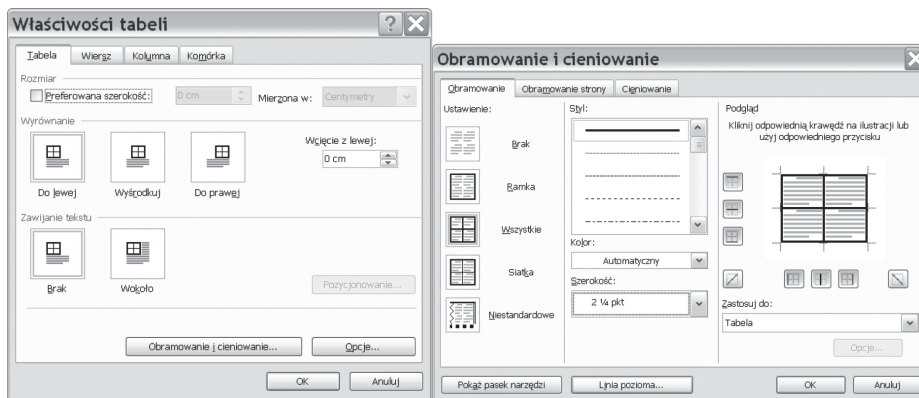 Właściwości tabeli
Tabela Wiersz Kolumna Komórka
Rozmiar
Preferowana szerokość: 0 cm Mierzona w: Centymetry
Wyrównanie
Wcięcie z lewej:
0 cm
Do lewej Wyśrodkuj Do prawej
Zawijanie tekstu
Brak Wokoło
Pozycjonowanie...
Obramowanie i cieniowanie... Opcje...
OK Anuluj
Obramowanie i cieniowanie
Obramowanie Obramowanie strony Cieniowanie
Ustawienie:
Brak
Ramka
Wszystkie
Siatka
Niestandardowe
Styl:
Kolor:
Automatyczny
Szerokość:
2 ¼ pkt
Podgląd
Kliknij odpowiednią krawędź na ilustracji lub
użyj odpowiedniego przycisku
Zastosuj do:
Tabela
Opcje...
Pokaż pasek narzędzi Linia pozioma... OK Anuluj